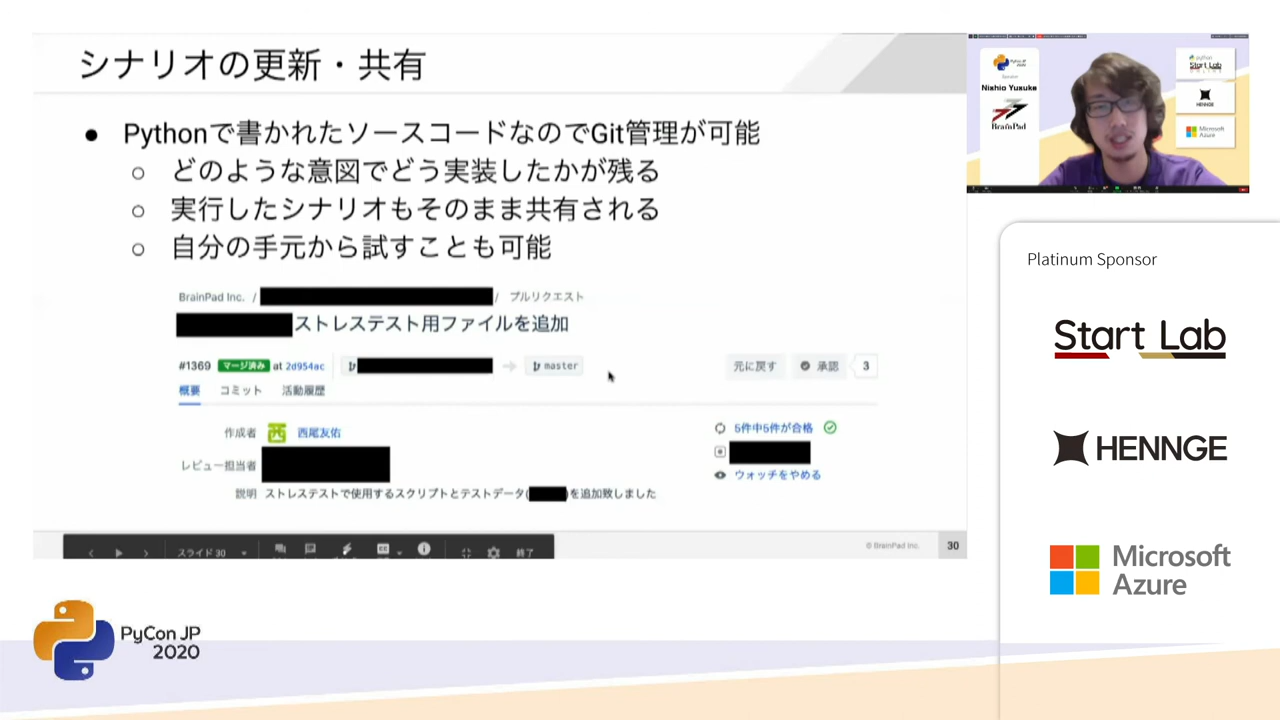 シナリオの更新・共有
● Pythonで書かれたソースコードなのでGit管理が可能
○ どのような意図でどう実装したかが残る
○ 実行したシナリオもそのまま共有される
○ 自分の手元から試すことも可能
BrainPad Inc. / / プルリクエスト
ストレステスト用ファイルを追加
#1369 マージ済み at 2d954ac master 元に戻す 承認 3
概要 コミット 活動履歴
作成者 西 西尾友佑
レビュー担当者
説明 ストレステストで使用するスクリプトとテストデータ( )を追加致しました
5件中5件が合格
ウォッチをやめる
スライド 30 終了
© BrainPad Inc. 30
PyCon JP 2020
Nishio Yusuke
BrainPad
python
Start Lab
HENNGE
Microsoft Azure
Platinum Sponsor
Start Lab
HENNGE
Microsoft
Azure
PyCon JP
2020